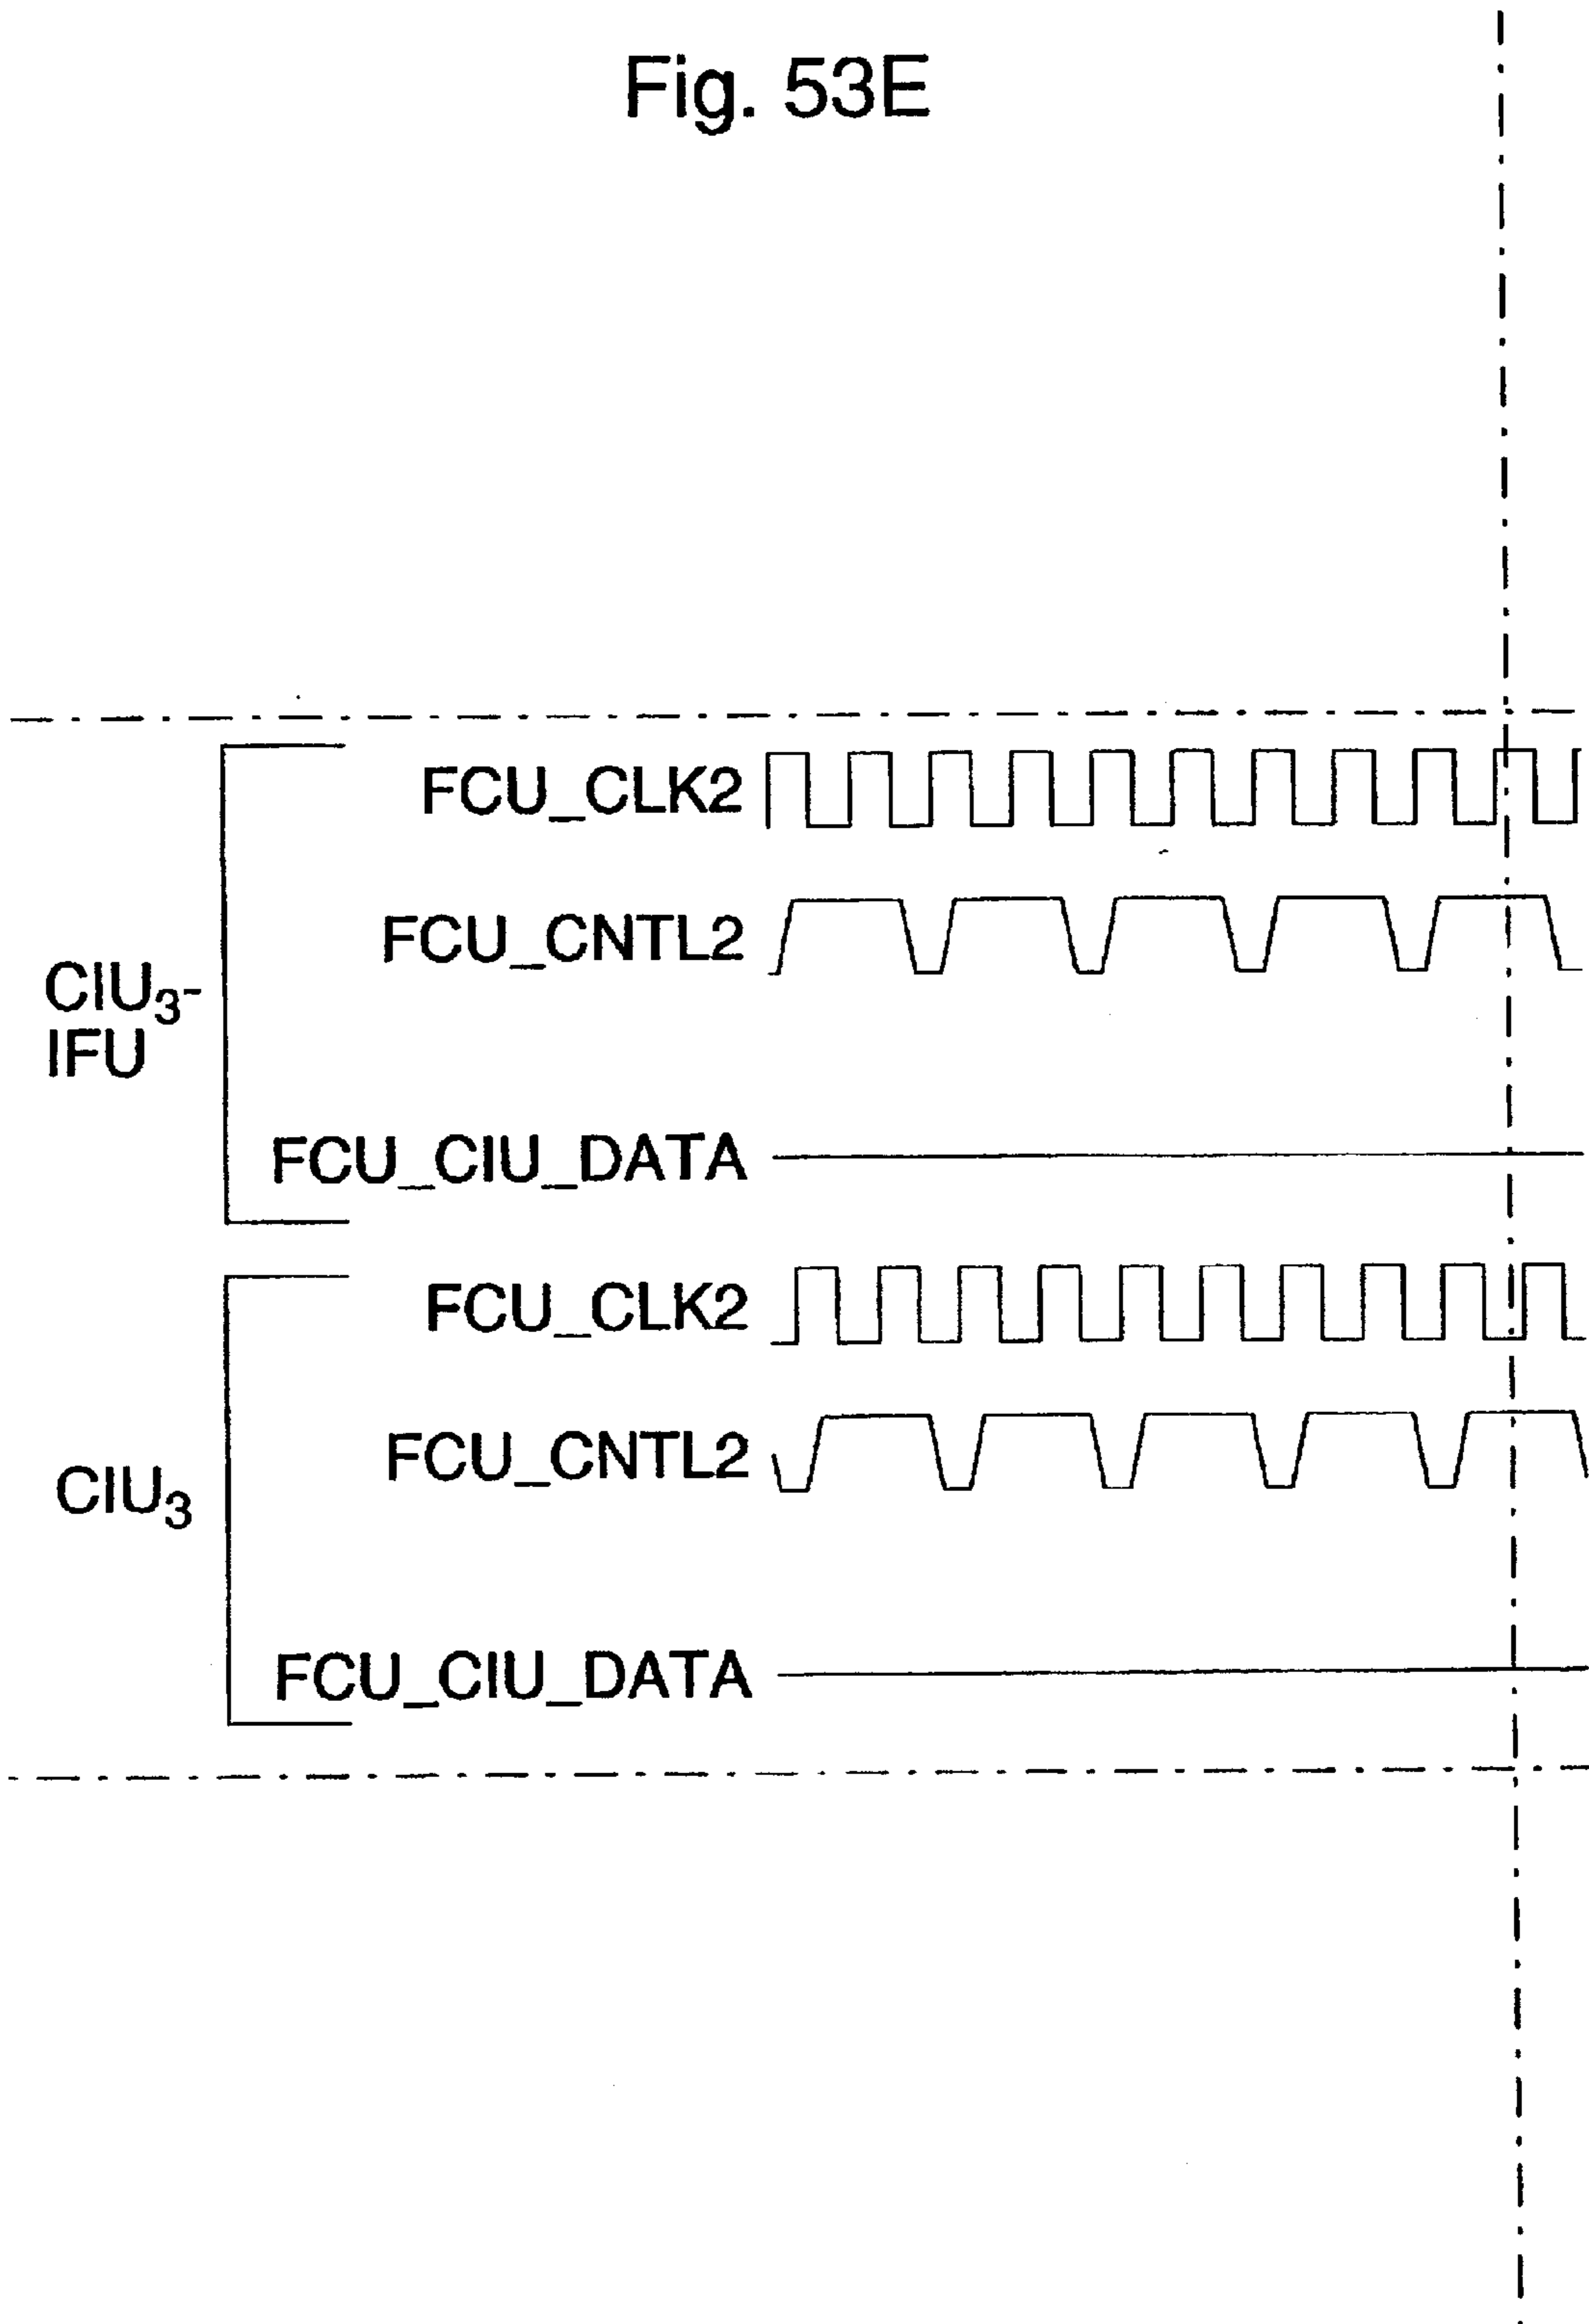 Fig. 53E
FCU_CLK2
FCU_CNTL2
CIU₃-
IFU
FCU_CIU_DATA
FCU_CLK2
FCU_CNTL2
CIU₃
FCU_CIU_DATA